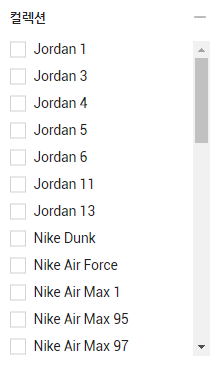 컬렉션
Jordan 1
Jordan 3
Jordan 4
Jordan 5
Jordan 6
Jordan 11
Jordan 13
Nike Dunk
Nike Air Force
Nike Air Max 1
Nike Air Max 95
Nike Air Max 97